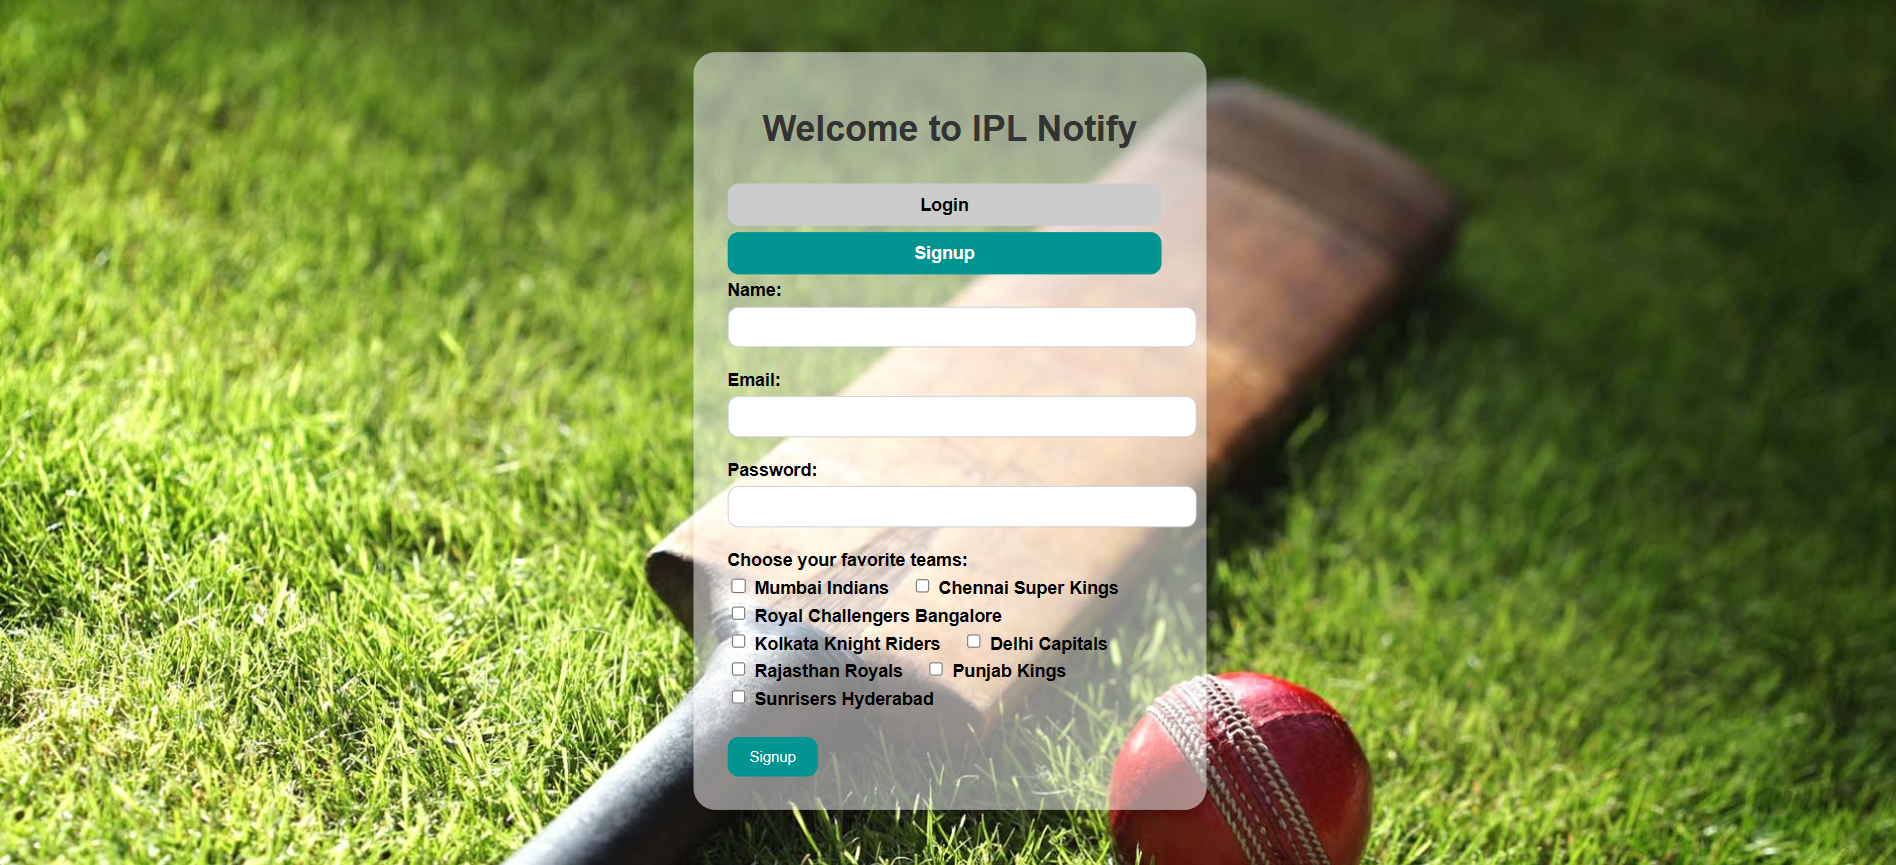 Welcome to IPL Notify
Login
Signup
Name:
Email:
Password:
Choose your favorite teams:
Mumbai Indians Chennai Super Kings
Royal Challengers Bangalore
Kolkata Knight Riders Delhi Capitals
Rajasthan Royals Punjab Kings
Sunrisers Hyderabad
Signup